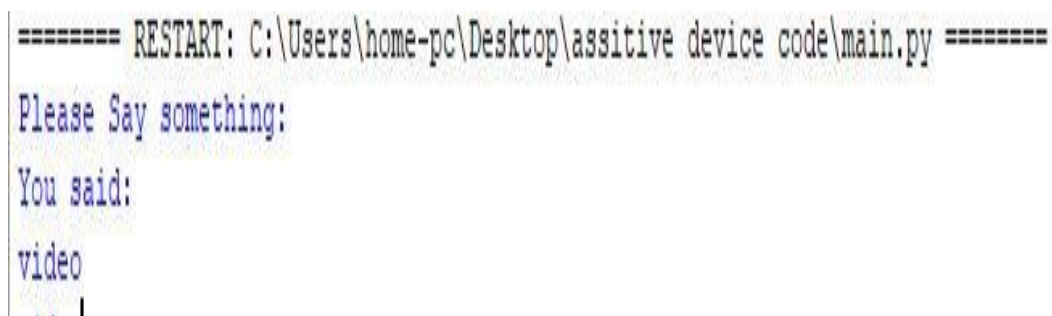 ======== RESTART: C:\Users\home-pc\Desktop\assitive device code\main.py ========
Please Say something:
You said:
video